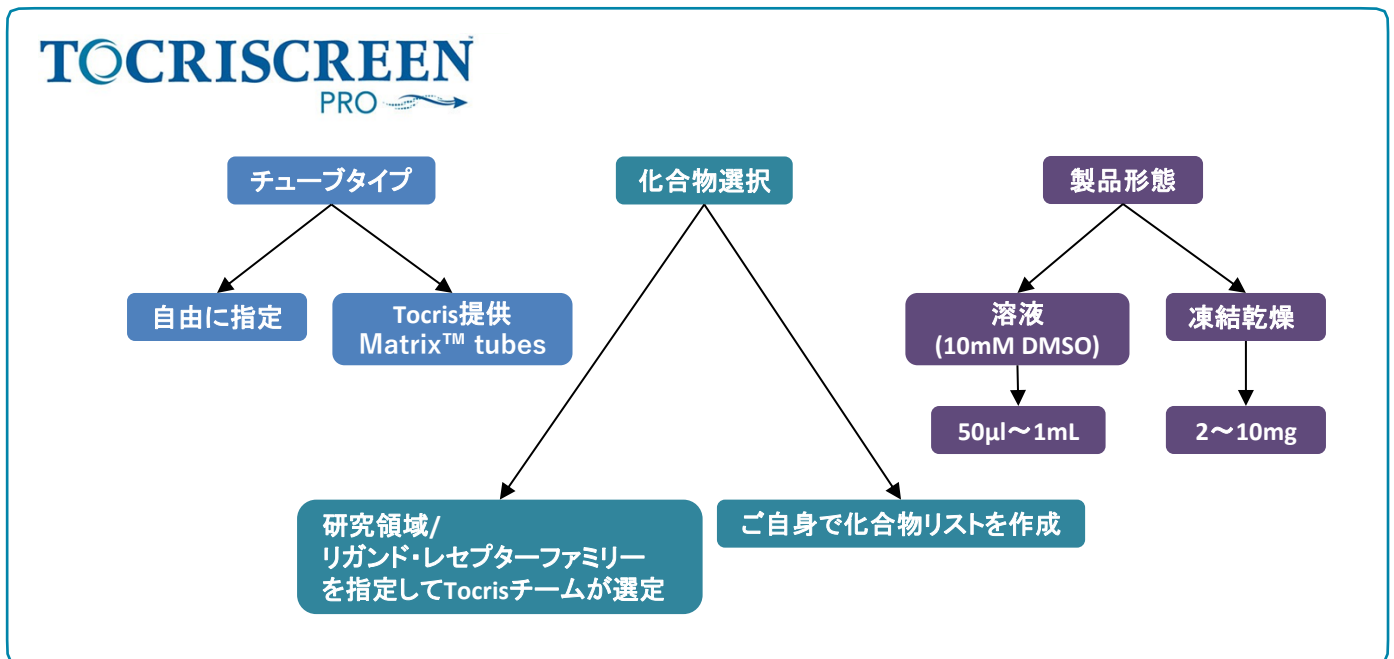 TOCRISCREEN™
PRO
チューブタイプ
化合物選択
製品形態
自由に指定
Tocris提供
Matrix™ tubes
溶液
(10mM DMSO)
凍結乾燥
50µl～1mL
2～10mg
研究領域/
リガンド・レセプターファミリー
を指定してTocrisチームが選定
ご自身で化合物リストを作成